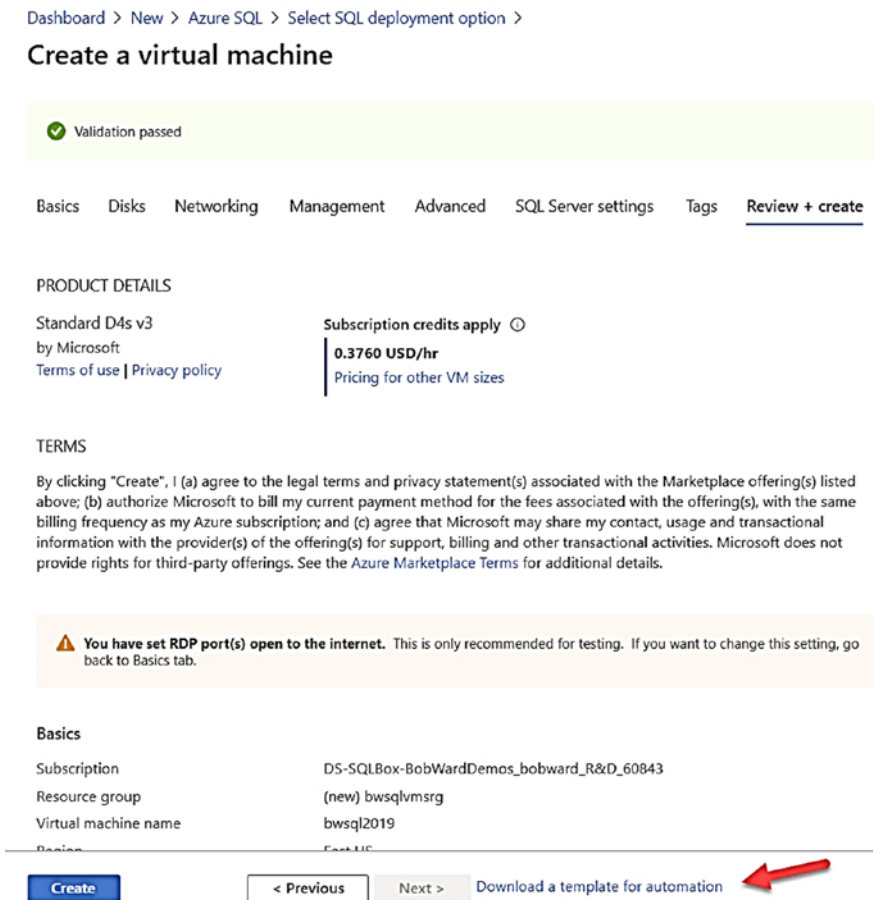 Dashboard > New > Azure SQL > Select SQL deployment option >
Create a virtual machine
Validation passed
Basics Disks Networking Management Advanced SQL Server settings Tags Review + create
PRODUCT DETAILS
Standard D4s v3
by Microsoft
Terms of use | Privacy policy
Subscription credits apply
0.3760 USD/hr
Pricing for other VM sizes
TERMS
By clicking "Create", I (a) agree to the legal terms and privacy statement(s) associated with the Marketplace offering(s) listed
above; (b) authorize Microsoft to bill my current payment method for the fees associated with the offering(s), with the same
billing frequency as my Azure subscription; and (c) agree that Microsoft may share my contact, usage and transactional
information with the provider(s) of the offering(s) for support, billing and other transactional activities. Microsoft does not
provide rights for third-party offerings. See the Azure Marketplace Terms for additional details.
You have set RDP port(s) open to the internet. This is only recommended for testing. If you want to change this setting, go
back to Basics tab.
Basics
Subscription DS-SQLBox-BobWardDemos_bobward_R&D_60843
Resource group (new) bwsqlvmsrg
Virtual machine name bwsql2019
Region East US
Create < Previous Next > Download a template for automation